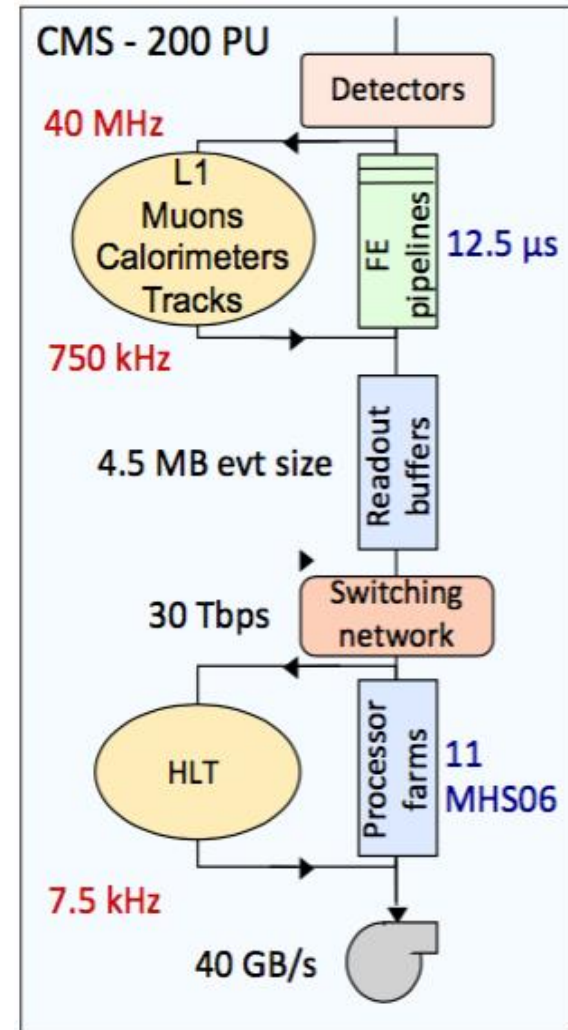 CMS - 200 PU
Detectors
40 MHz
L1
Muons
Calorimeters
Tracks
FE
pipelines
12.5 µs
750 kHz
4.5 MB evt size
Readout
buffers
30 Tbps
Switching
network
HLT
Processor
farms
11
MHS06
7.5 kHz
40 GB/s